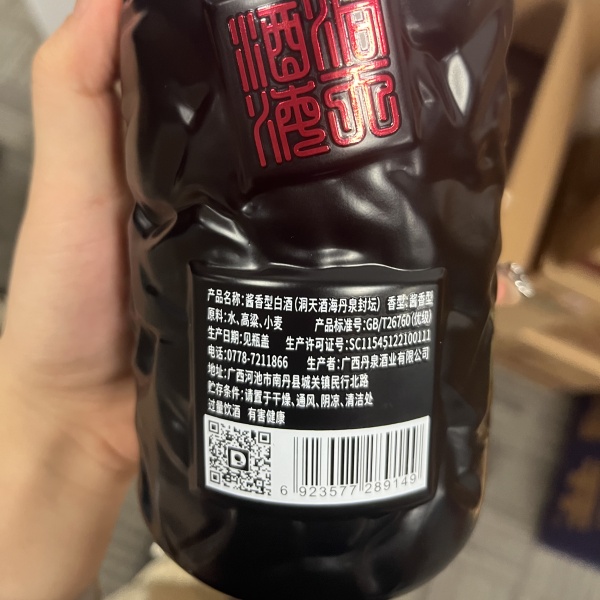 洞天
酒海
产品名称:酱香型白酒(洞天酒海丹泉封坛) 香型:酱香型
原料:水、高粱、小麦 产品标准号:GB/T26760(优级)
生产日期:见瓶盖 生产许可证号:SC11545122100111
电话:0778-7211866 生产者:广西丹泉酒业有限公司
地址:广西河池市南丹县城关镇民行北路
贮存条件:请置于干燥、通风、阴凉、清洁处
过量饮酒 有害健康
6 923577 289149